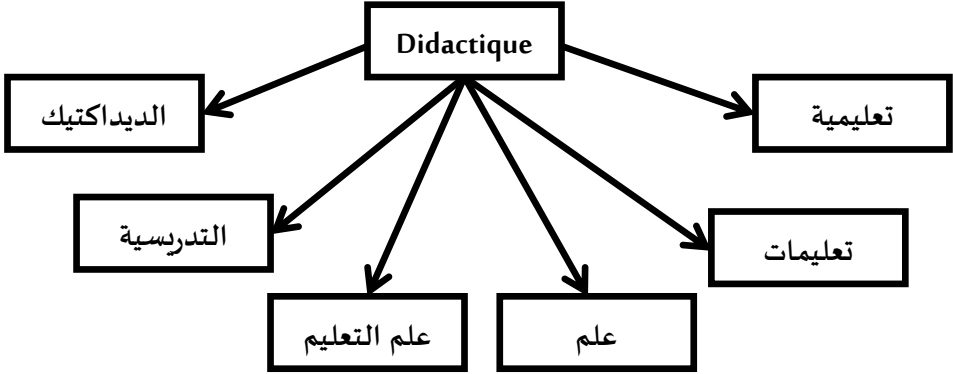 Didactique
تعليمية
الديداكتيك
تعليمات
التدريسية
علم
علم التعليم